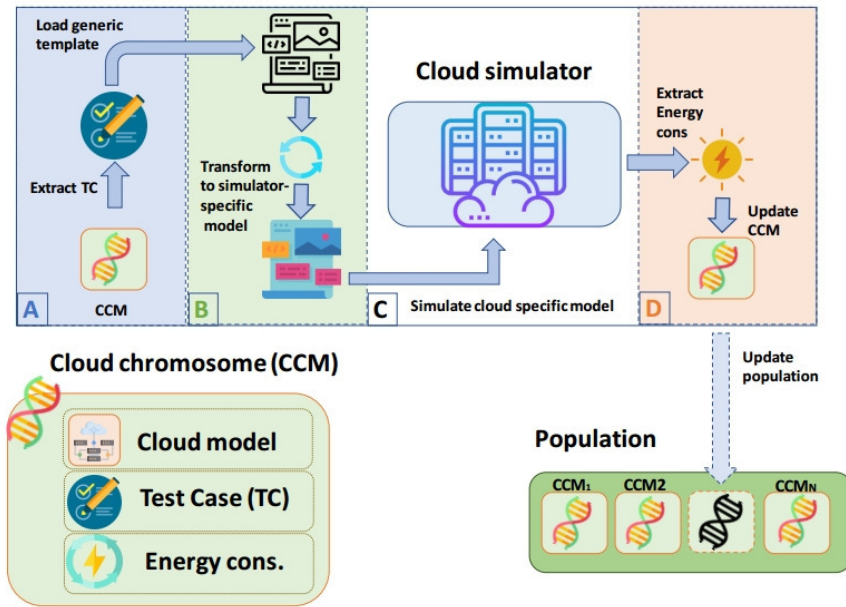 Load generic
template
Extract TC
CCM
A
Transform
to simulator-
specific
model
B
Cloud simulator
C
Simulate cloud specific model
Extract
Energy
cons
Update
CCM
D
Update
population
Cloud chromosome (CCM)
Cloud model
Test Case (TC)
Energy cons.
Population
CCM₁ CCM2 CCMN